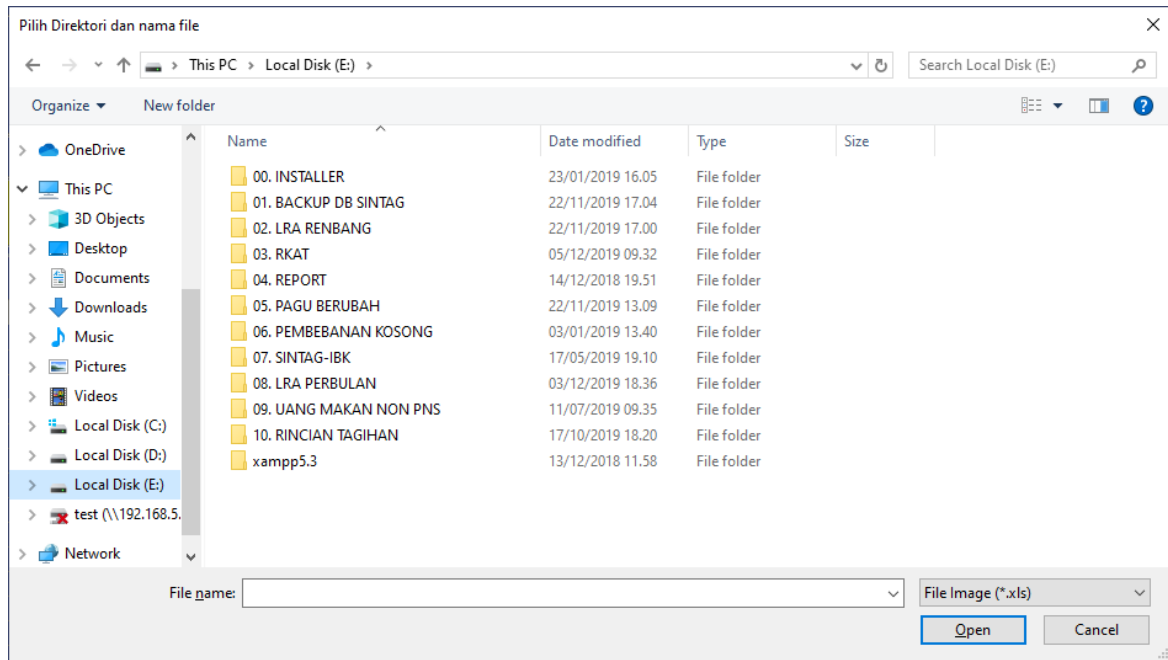 Pilih Direktori dan nama file
This PC > Local Disk (E:) >
Search Local Disk (E:)
Organize
New folder
OneDrive
This PC
3D Objects
Desktop
Documents
Downloads
Music
Pictures
Videos
Local Disk (C:)
Local Disk (D:)
Local Disk (E:)
test (\\192.168.5.
Network
Name Date modified Type Size
00. INSTALLER 23/01/2019 16.05 File folder
01. BACKUP DB SINTAG 22/11/2019 17.04 File folder
02. LRA RENBANG 22/11/2019 17.00 File folder
03. RKAT 05/12/2019 09.32 File folder
04. REPORT 14/12/2018 19.51 File folder
05. PAGU BERUBAH 22/11/2019 13.09 File folder
06. PEMBEBANAN KOSONG 03/01/2019 13.40 File folder
07. SINTAG-IBK 17/05/2019 19.10 File folder
08. LRA PERBULAN 03/12/2019 18.36 File folder
09. UANG MAKAN NON PNS 11/07/2019 09.35 File folder
10. RINCIAN TAGIHAN 17/10/2019 18.20 File folder
xampp5.3 13/12/2018 11.58 File folder
File name:
File Image (*.xls)
Open
Cancel